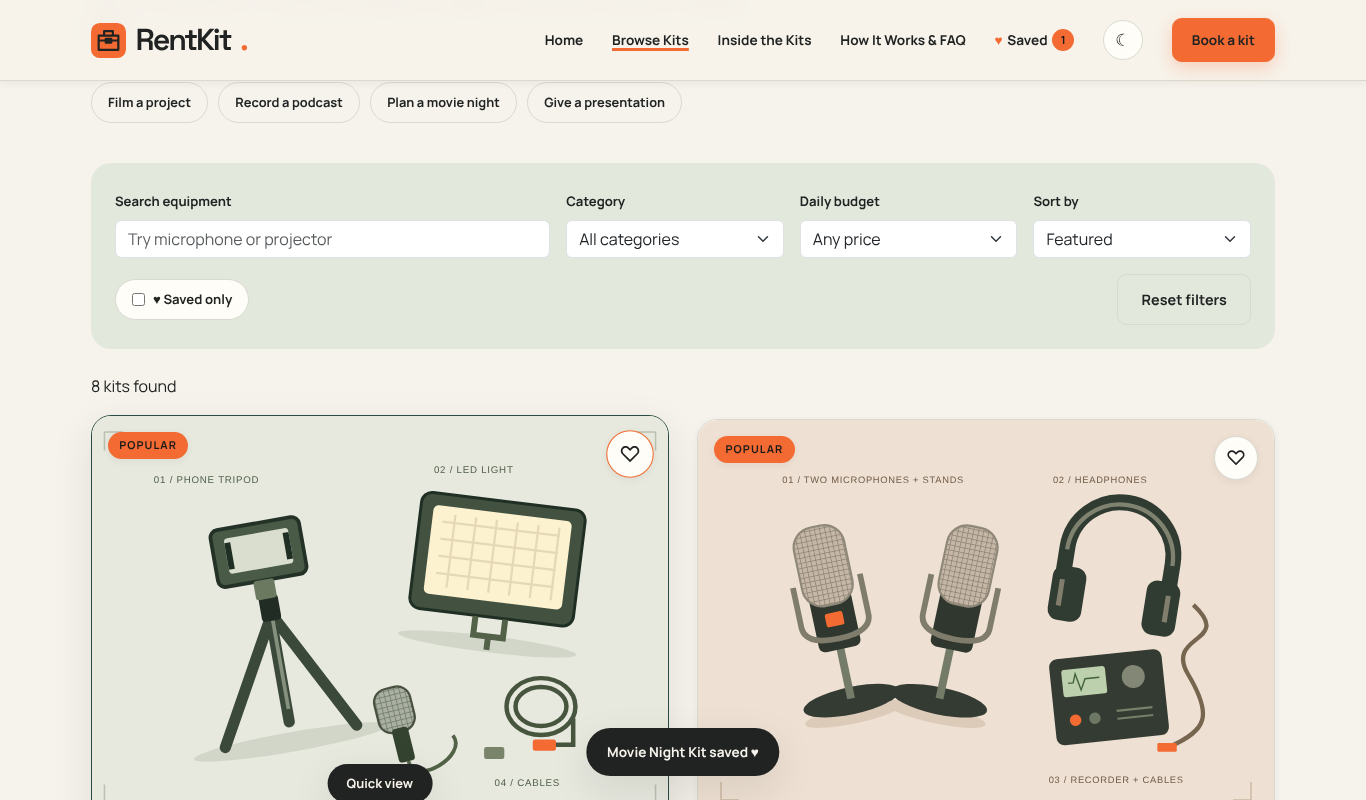 RentKit.
Home
Browse Kits
Inside the Kits
How It Works & FAQ
♥ Saved 1
☾
Book a kit
Film a project
Record a podcast
Plan a movie night
Give a presentation
Search equipment
Category
Daily budget
Sort by
Try microphone or projector
All categories
Any price
Featured
♥ Saved only
Reset filters
8 kits found
POPULAR
01 / PHONE TRIPOD
02 / LED LIGHT
04 / CABLES
Quick view
POPULAR
01 / TWO MICROPHONES + STANDS
02 / HEADPHONES
03 / RECORDER + CABLES
Movie Night Kit saved ♥